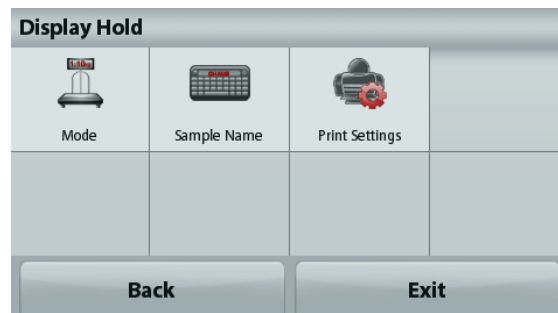 Display Hold
Mode
Sample Name
Print Settings
Back
Exit